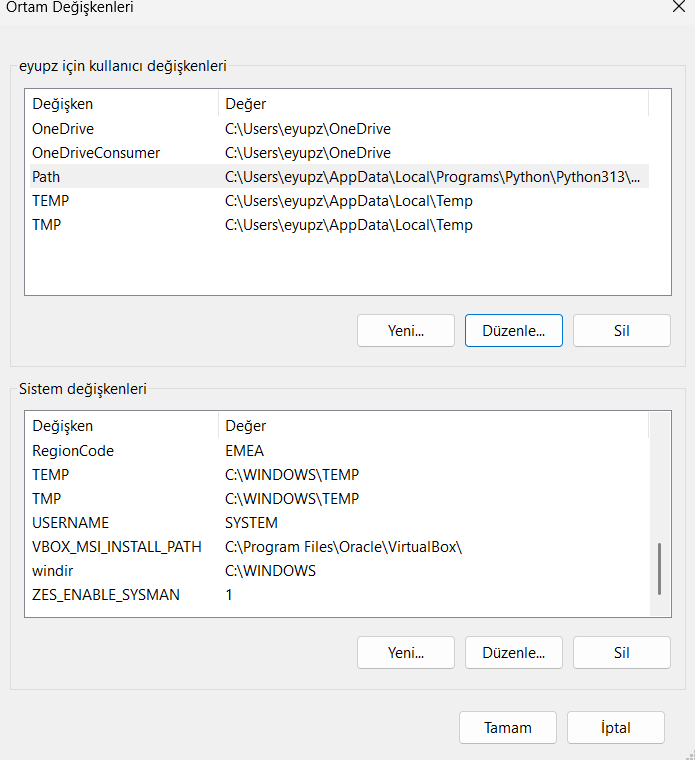 Ortam Değişkenleri
eyupz için kullanıcı değişkenleri
Değişken Değer
OneDrive C:\Users\eyupz\OneDrive
OneDriveConsumer C:\Users\eyupz\OneDrive
Path C:\Users\eyupz\AppData\Local\Programs\Python\Python313\...
TEMP C:\Users\eyupz\AppData\Local\Temp
TMP C:\Users\eyupz\AppData\Local\Temp
Yeni... Düzenle... Sil
Sistem değişkenleri
Değişken Değer
RegionCode EMEA
TEMP C:\WINDOWS\TEMP
TMP C:\WINDOWS\TEMP
USERNAME SYSTEM
VBOX_MSI_INSTALL_PATH C:\Program Files\Oracle\VirtualBox\
windir C:\WINDOWS
ZES_ENABLE_SYSMAN 1
Yeni... Düzenle... Sil
Tamam İptal